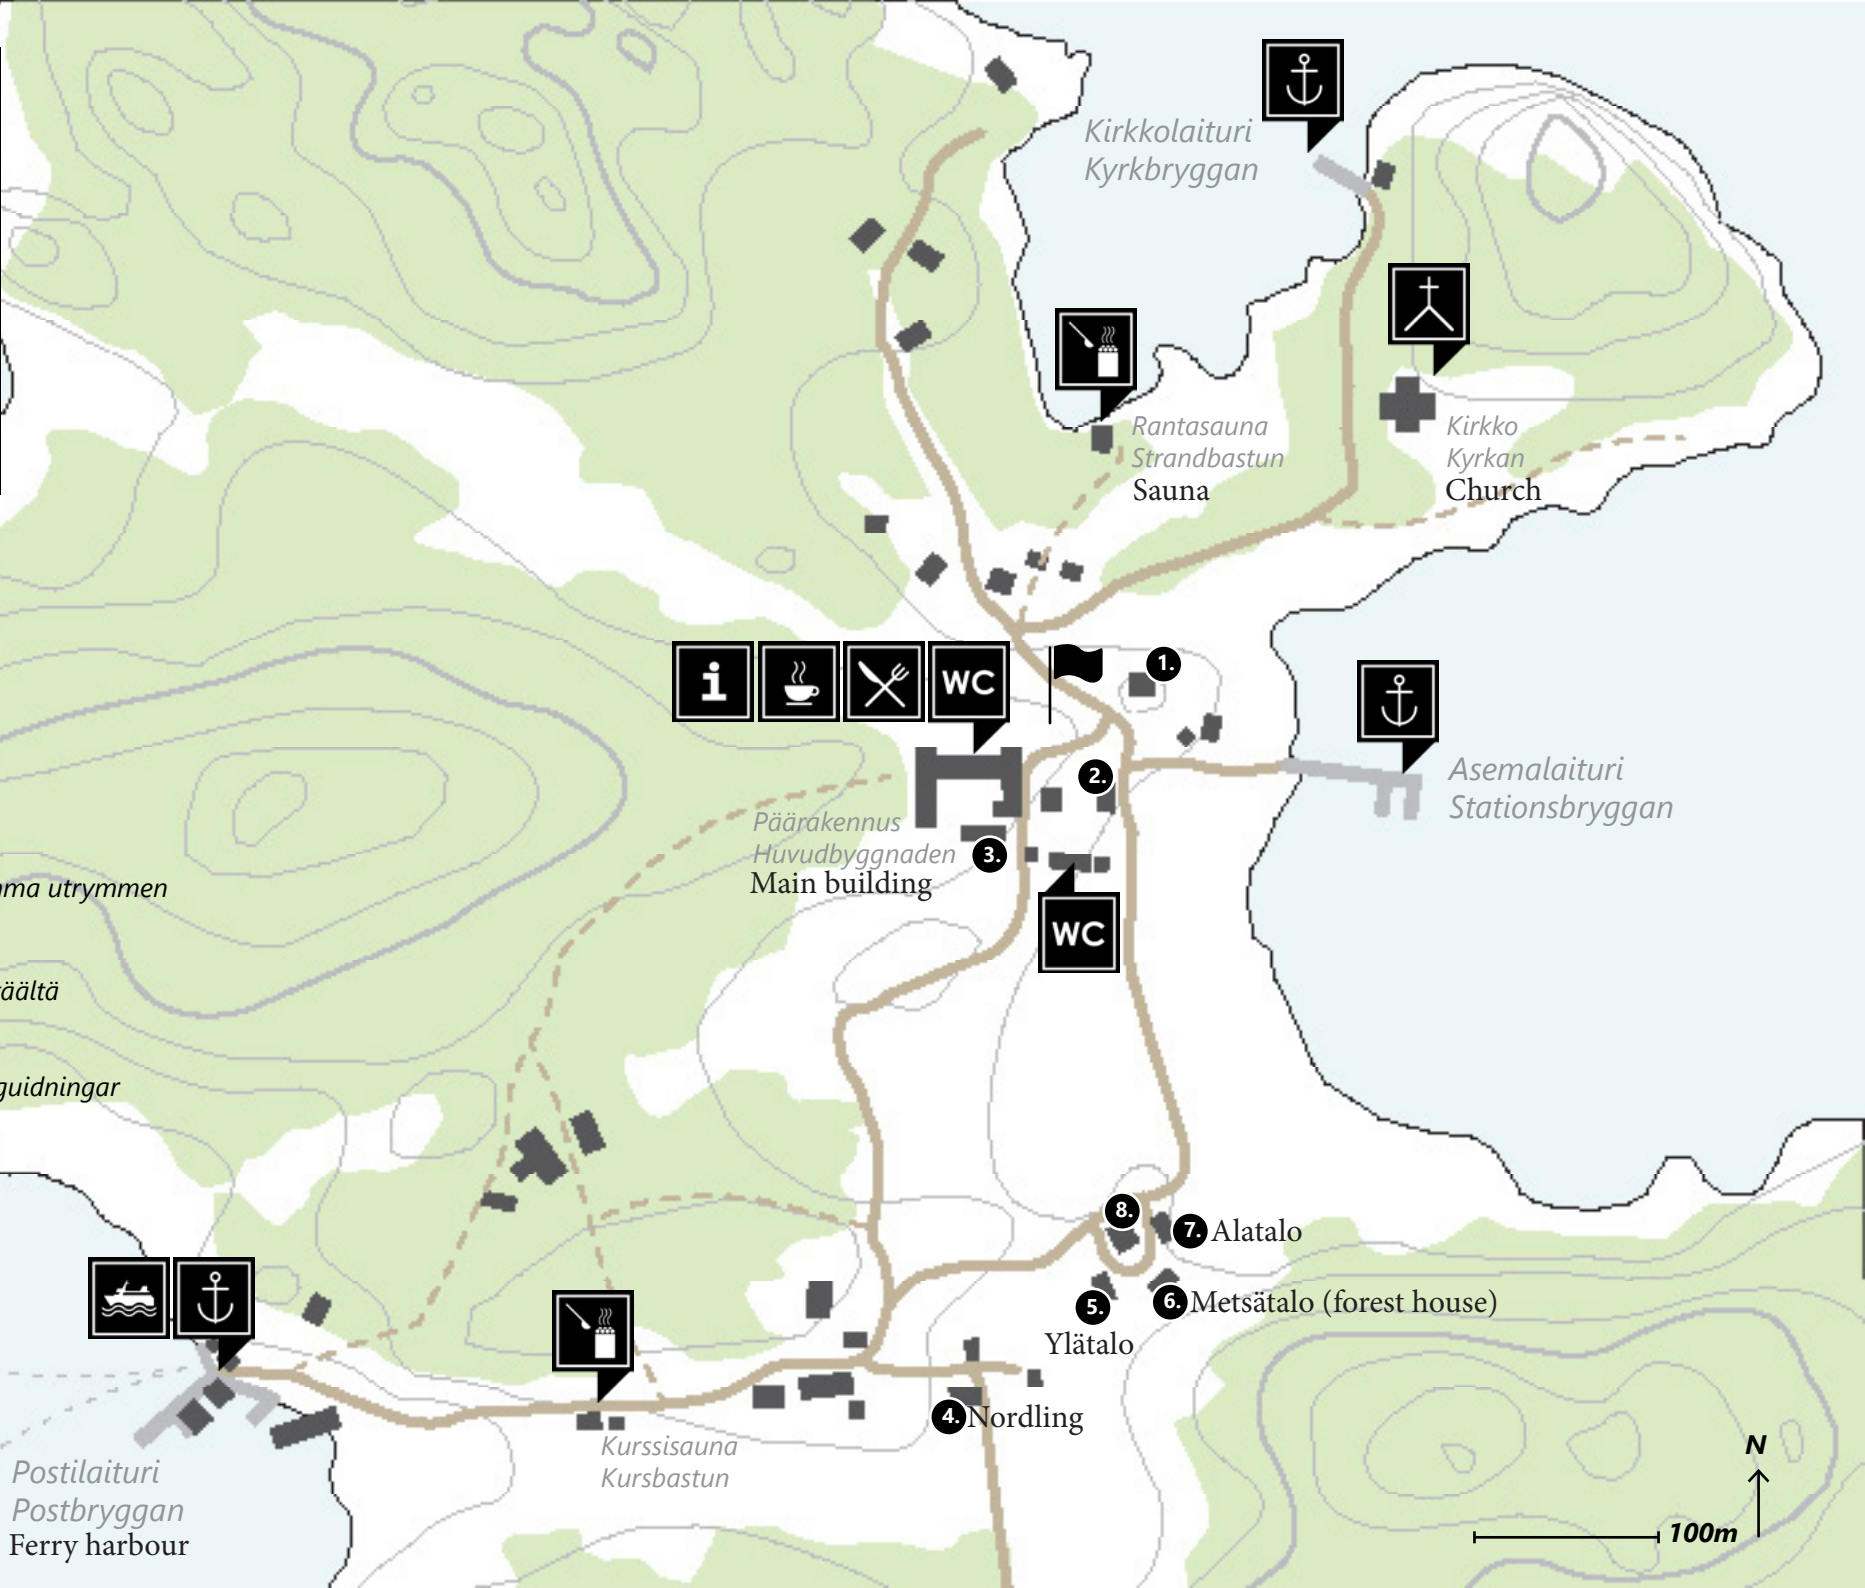 Kirkkolaituri
Kyrkbryggan
Rantasauna
Strandbastun
Sauna
Kirkko
Kyrkan
Church
i
WC
1.
2.
Asemalaituri
Stationsbryggan
Päärakennus
Huvudbyggnaden
Main building
3.
WC
ma utrymmen
äältä
guidningar
8.
7. Alatalo
6. Metsätalo (forest house)
5.
Ylätalo
4. Nordling
Kurssisauna
Kursbastun
Postilaituri
Postbryggan
Ferry harbour
N
100m